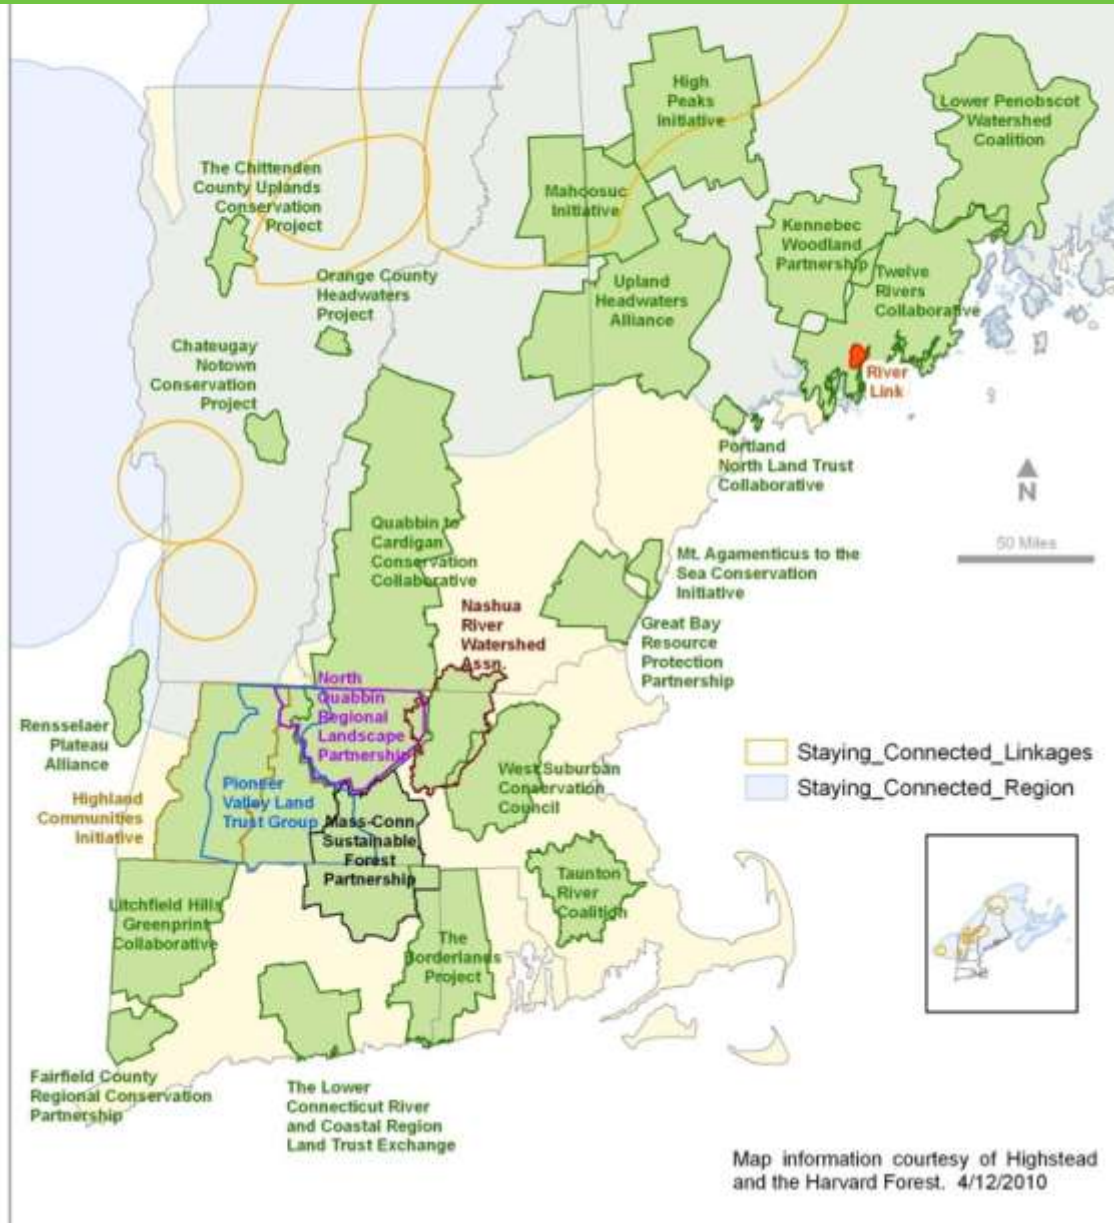 High
Peaks
Initiative
Lower Penobscot
Watershed
Coalition
The Chittenden
County Uplands
Conservation
Project
Mahoosuc
Initiative
Kennebec
Woodland
Partnership
Orange County
Headwaters
Project
Upland
Headwaters
Alliance
Twelve
Rivers
Collaborative
Chateugay
Notown
Conservation
Project
River
Link
Portland
North Land Trust
Collaborative
N
50 Miles
Quabbin to
Cardigan
Conservation
Collaborative
Mt. Agamenticus to the
Sea Conservation
Initiative
Nashua
River
Watershed
Assn.
Great Bay
Resource
Protection
Partnership
North
Quabbin
Regional
Landscape
Partnership
Rensselaer
Plateau
Alliance
Staying_Connected_Linkages
Staying_Connected_Region
West Suburban
Conservation
Council
Pioneer
Valley Land
Trust Group
Highland
Communities
Initiative
Mass-Conn
Sustainable
Forest
Partnership
Taunton
River
Coalition
Litchfield Hills
Greenprint
Collaborative
The
Borderlands
Project
Fairfield County
Regional Conservation
Partnership
The Lower
Connecticut River
and Coastal Region
Land Trust Exchange
Map information courtesy of Highstead
and the Harvard Forest. 4/12/2010